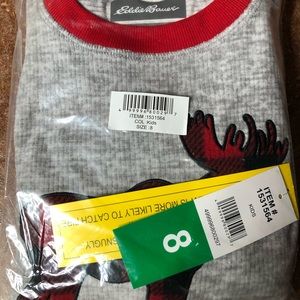 Eddie Bauer
ITEM# 1531564
COL Kids
SIZE :8
MORE LIKELY TO CATCH FIRE
SNUGLY
8
ITEM #
1531564
KIDS